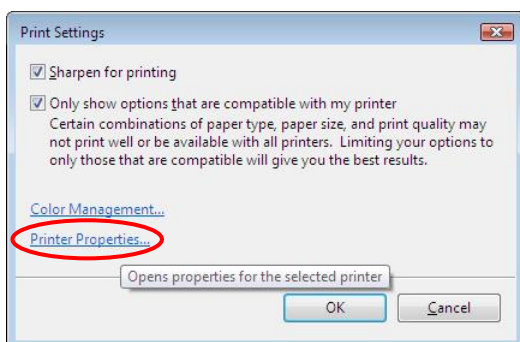 Print Settings
Sharpen for printing
Only show options that are compatible with my printer
Certain combinations of paper type, paper size, and print quality may
not print well or be available with all printers. Limiting your options to
only those that are compatible will give you the best results.
Color Management...
Printer Properties...
Opens properties for the selected printer
OK
Cancel